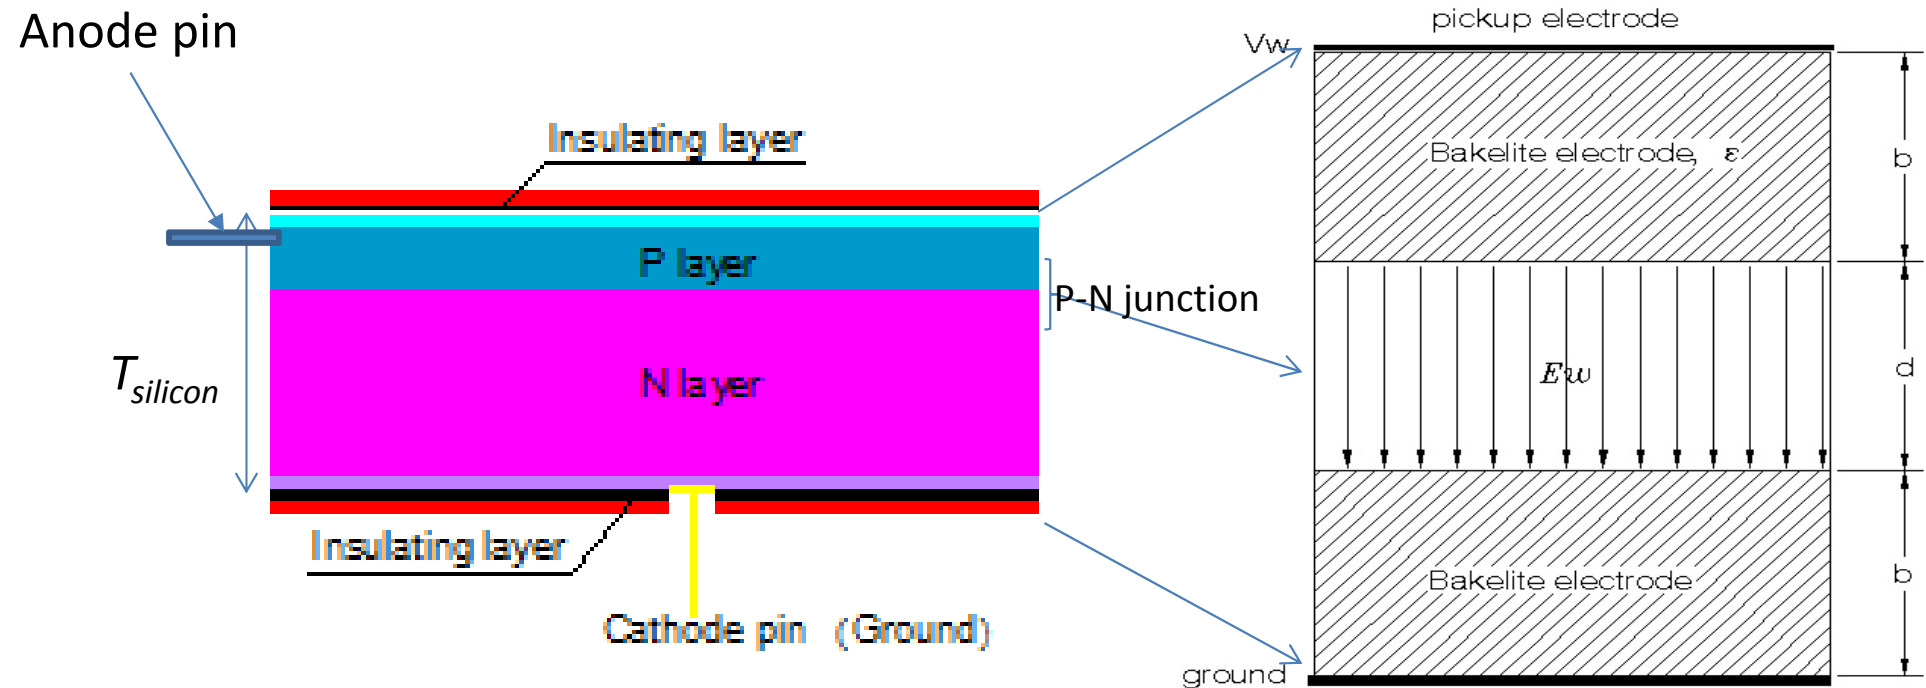 Anode pin
Insulating layer
P layer
P-N junction
N layer
T silicon
Insulating layer
Cathode pin (Ground)
pickup electrode
Vw
Bakelite electrode, ε
b
Ew
d
Bakelite electrode
b
ground